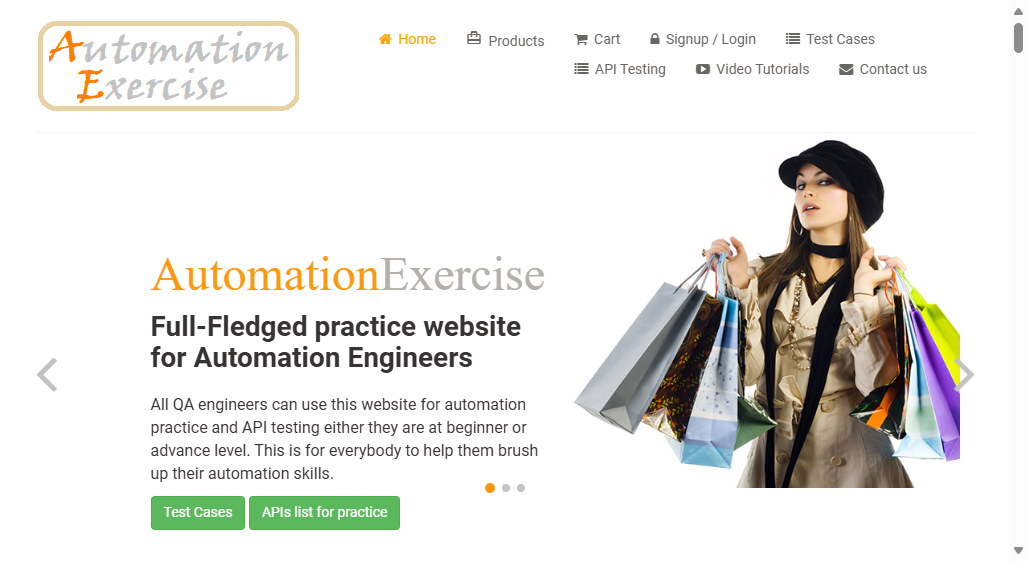 Automation
Exercise
Home Products Cart Signup / Login Test Cases
API Testing Video Tutorials Contact us
AutomationExercise
Full-Fledged practice website
for Automation Engineers
All QA engineers can use this website for automation
practice and API testing either they are at beginner or
advance level. This is for everybody to help them brush
up their automation skills.
Test Cases APIs list for practice